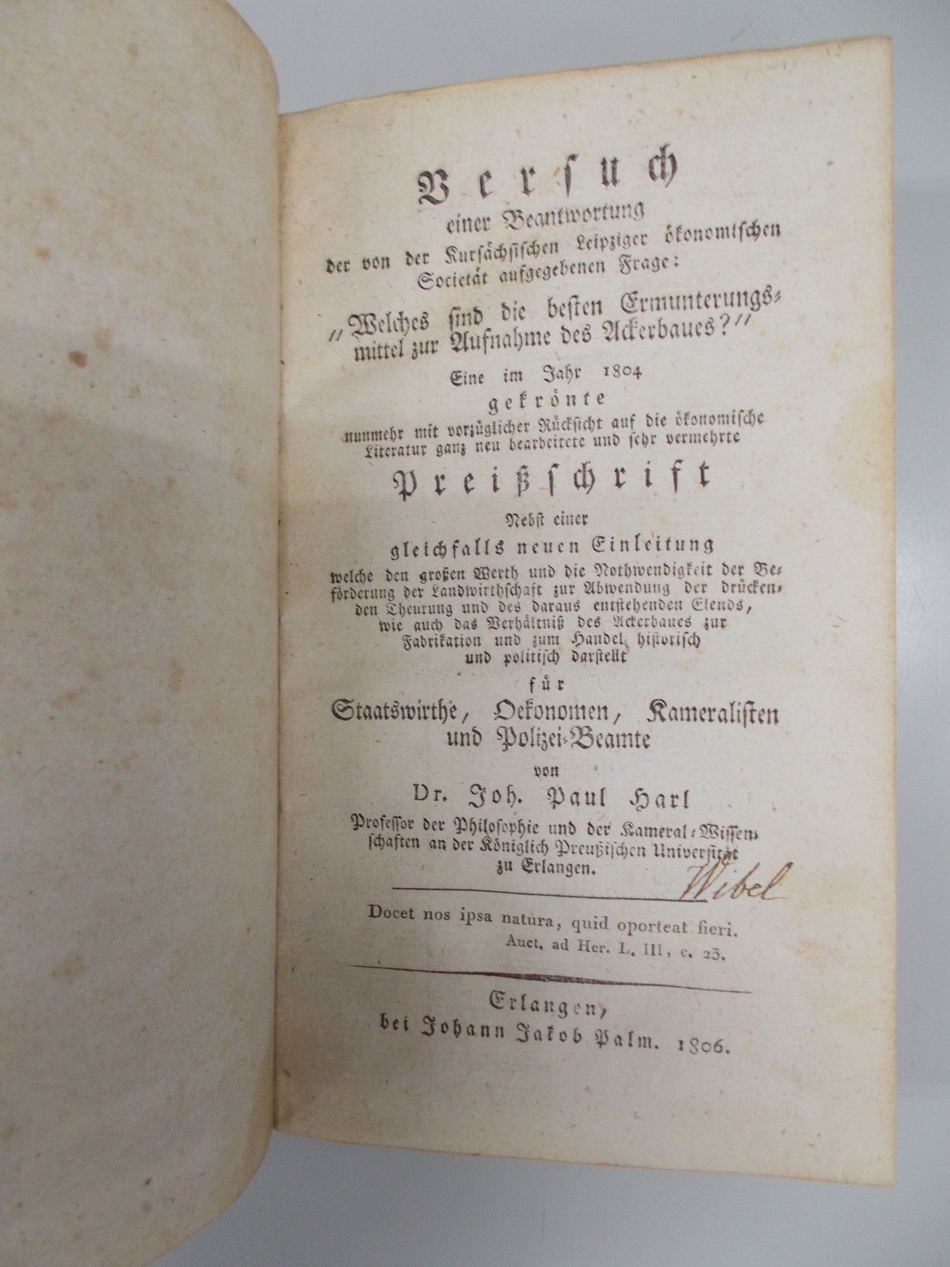 Versuch
einer Beantwortung
der von der Kursächsischen Leipziger ökonomischen
Societät aufgegebenen Frage:
„Welches sind die besten Ermunterungs⸗
mittel zur Aufnahme des Ackerbaues?“
Eine im Jahr 1804
gekrönte
nunmehr mit vorzüglicher Rücksicht auf die ökonomische
Literatur ganz neu bearbeitete und sehr vermehrte
Preißschrift
Nebst einer
gleichfalls neuen Einleitung
welche den großen Werth und die Nothwendigkeit der Be⸗
förderung der Landwirthschaft zur Abwendung der drücken⸗
den Theurung und des daraus entstehenden Elends,
wie auch das Verhältniß des Ackerbaues zur
Fabrikation und zum Handel, historisch
und politisch darstellt
für
Staatswirthe, Oekonomen, Kameralisten
und Polizei⸗Beamte
von
Dr. Joh. Paul Harl
Professor der Philosophie und der Kameral⸗Wissen⸗
schaften an der Königlich Preußischen Universität
zu Erlangen.
Wibel
Docet nos ipsa natura, quid oporteat fieri.
Auct. ad Her. L. III, c. 23.
Erlangen,
bei Johann Jakob Palm. 1806.